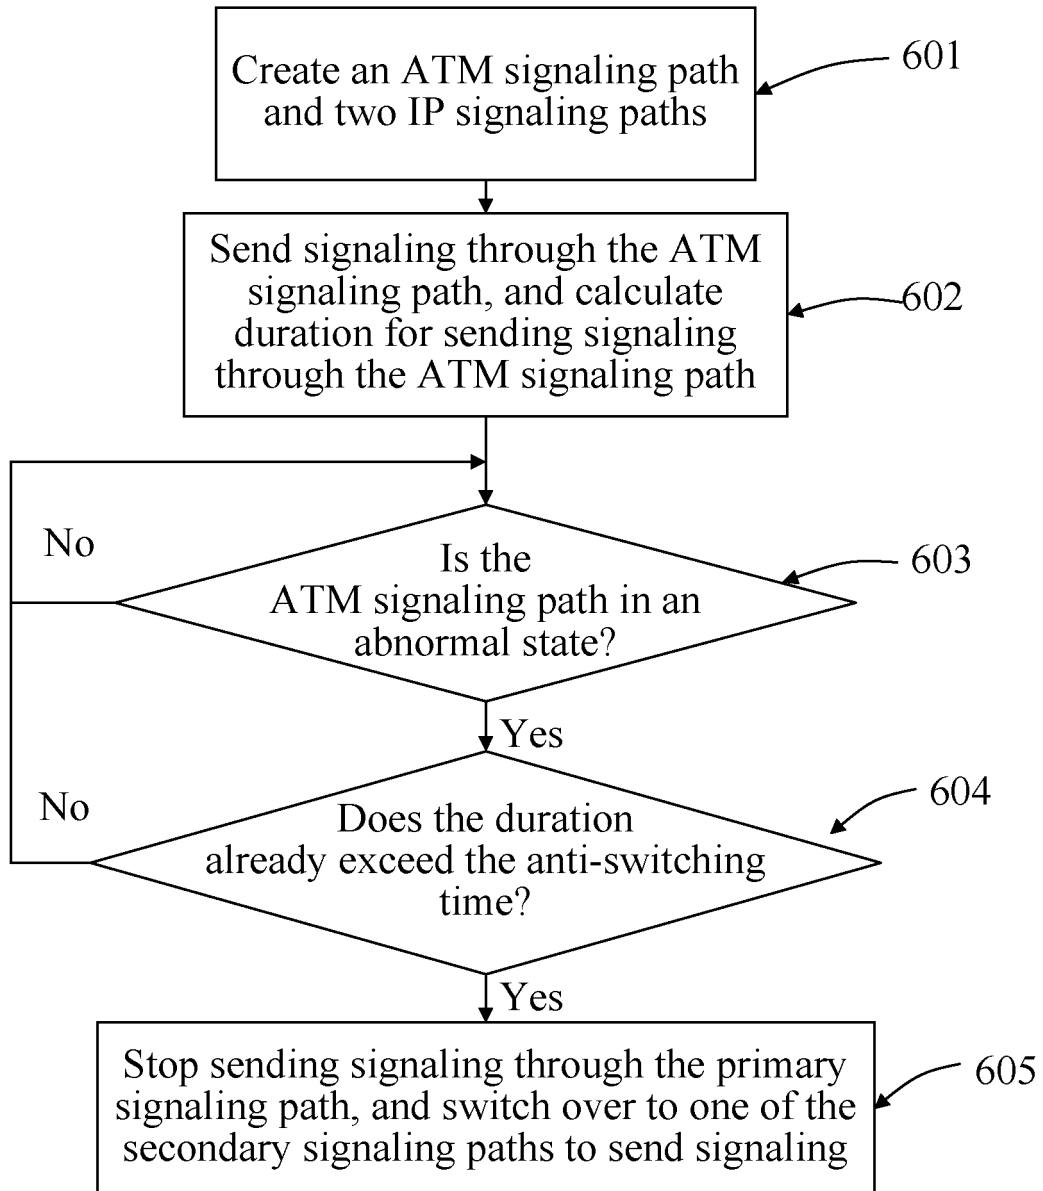 Create an ATM signaling path
and two IP signaling paths
601
Send signaling through the ATM
signaling path, and calculate
duration for sending signaling
through the ATM signaling path
602
No
Is the
ATM signaling path in an
abnormal state?
603
Yes
No
Does the duration
already exceed the anti-switching
time?
604
Yes
Stop sending signaling through the primary
signaling path, and switch over to one of the
secondary signaling paths to send signaling
605